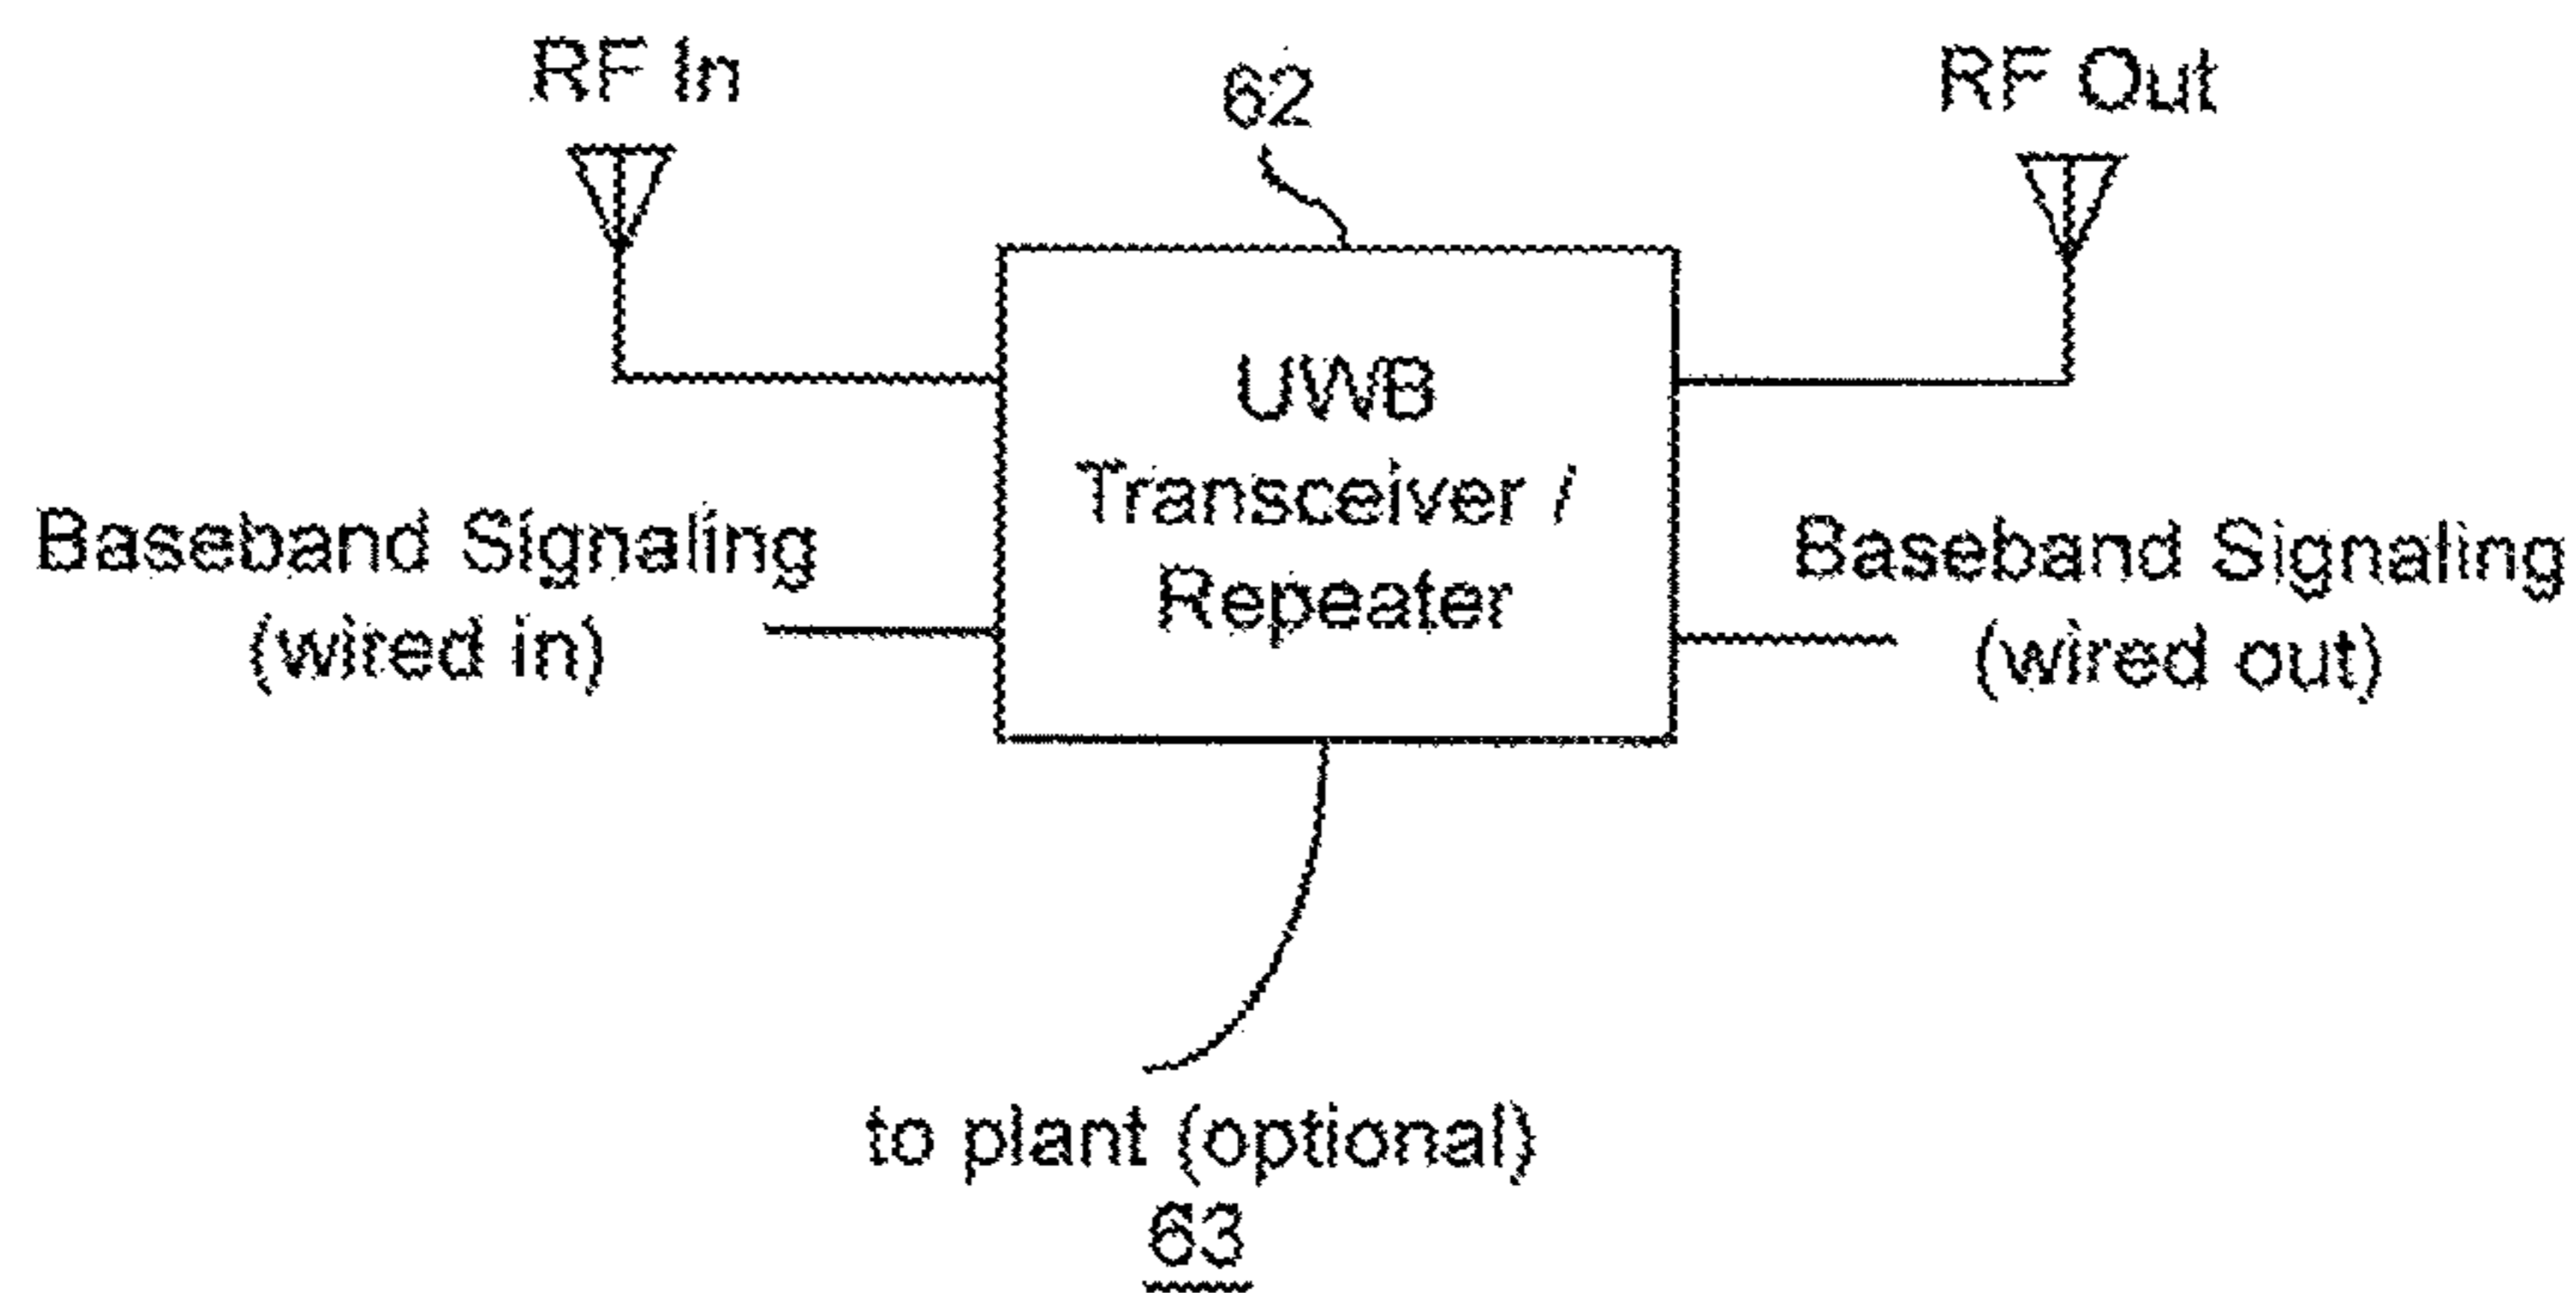 RF In
62
RF Out
UWB
Transceiver /
Repeater
Baseband Signaling
(wired in)
Baseband Signaling
(wired out)
to plant (optional)
63